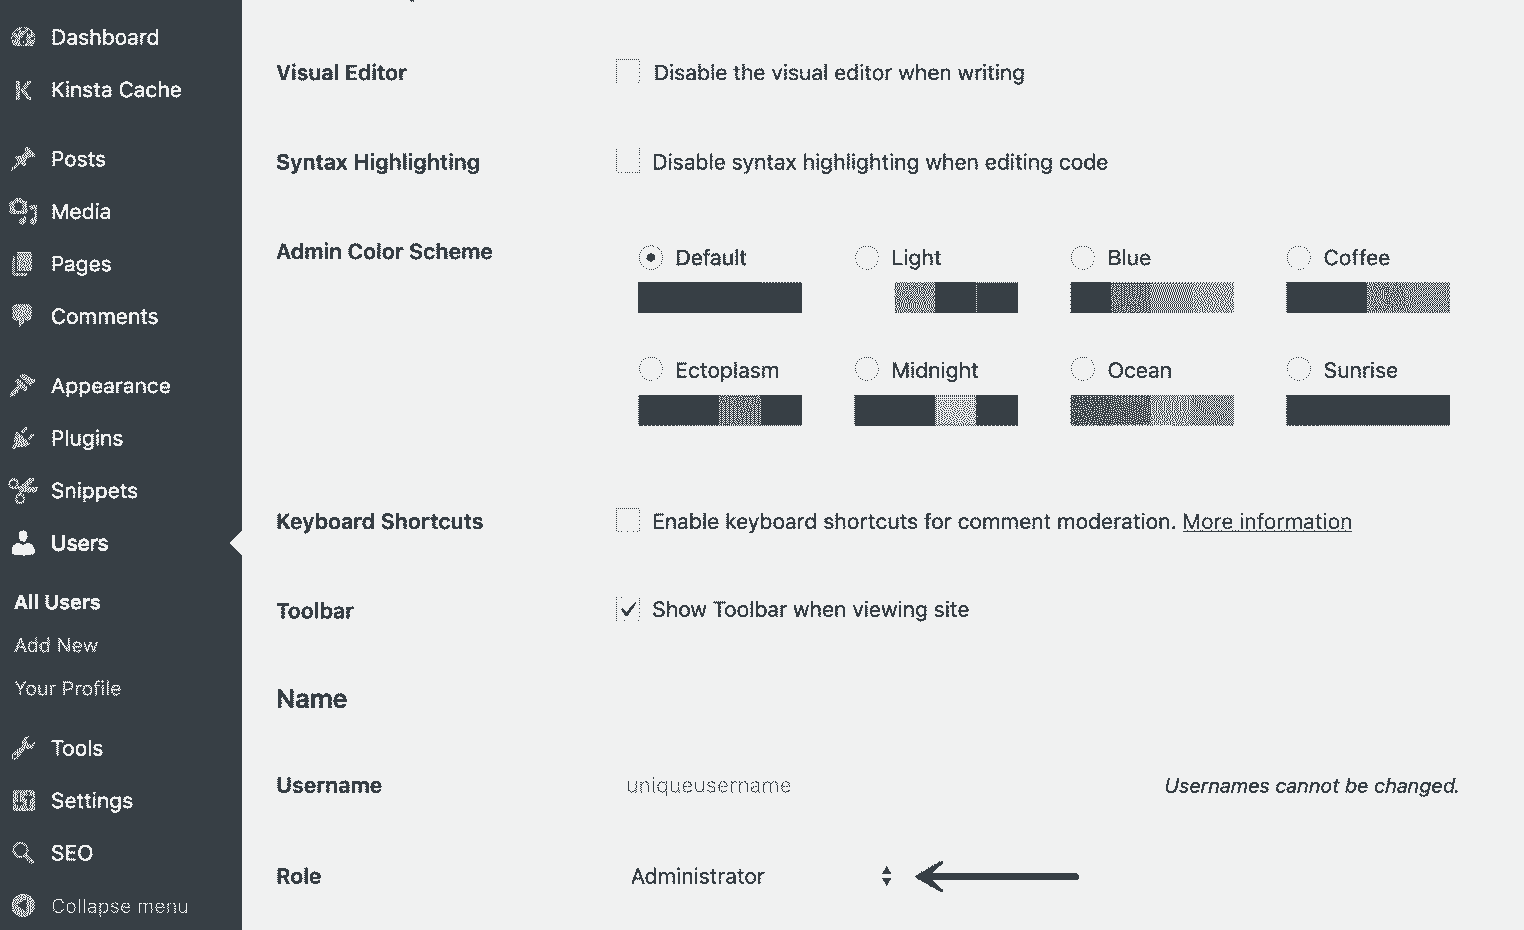 Dashboard
Kinsta Cache
Posts
Media
Pages
Comments
Appearance
Plugins
Snippets
Users
All Users
Add New
Your Profile
Tools
Settings
SEO
Collapse menu
Visual Editor
Disable the visual editor when writing
Syntax Highlighting
Disable syntax highlighting when editing code
Admin Color Scheme
Default
Light
Blue
Coffee
Ectoplasm
Midnight
Ocean
Sunrise
Keyboard Shortcuts
Enable keyboard shortcuts for comment moderation. More information
Toolbar
Show Toolbar when viewing site
Name
Username
uniqueusername
Usernames cannot be changed.
Role
Administrator